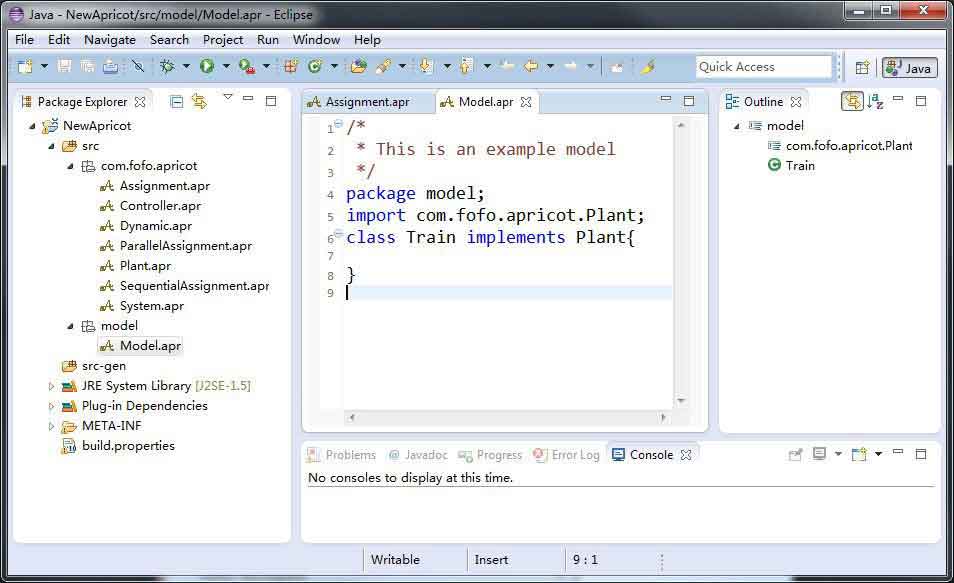 Java - NewApricot/src/model/Model.apr - Eclipse
File Edit Navigate Search Project Run Window Help
Quick Access
Java
Package Explorer
NewApricot
src
com.fofo.apricot
Assignment.apr
Controller.apr
Dynamic.apr
ParallelAssignment.apr
Plant.apr
SequentialAssignment.apr
System.apr
model
Model.apr
src-gen
JRE System Library [J2SE-1.5]
Plug-in Dependencies
META-INF
build.properties
Assignment.apr Model.apr
1 /*
2 * This is an example model
3 */
4 package model;
5 import com.fofo.apricot.Plant;
6 class Train implements Plant{
7
8 }
9
Outline
model
com.fofo.apricot.Plant
Train
Problems @ Javadoc Progress Error Log Console
No consoles to display at this time.
Writable Insert 9 : 1